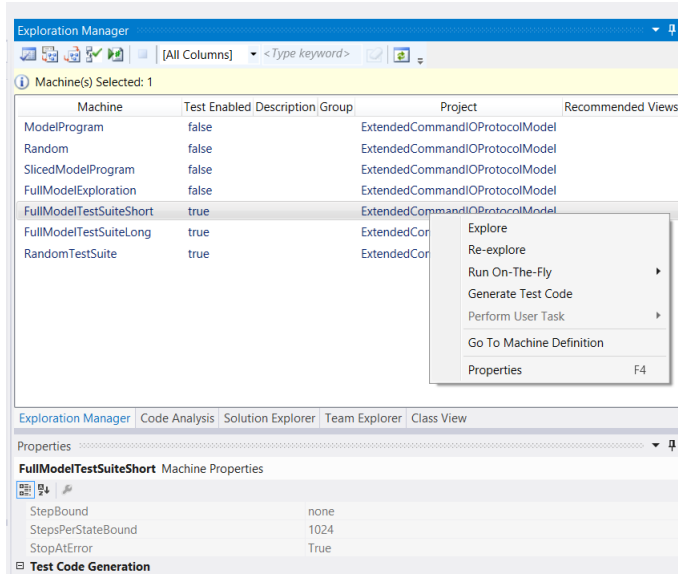 Exploration Manager
[All Columns] <Type keyword>
Machine(s) Selected: 1
Machine Test Enabled Description Group Project Recommended Views
ModelProgram false ExtendedCommandIOProtocolModel
Random false ExtendedCommandIOProtocolModel
SlicedModelProgram false ExtendedCommandIOProtocolModel
FullModelExploration false ExtendedCommandIOProtocolModel
FullModelTestSuiteShort true ExtendedCommandIOProtocolModel
FullModelTestSuiteLong true ExtendedCor
RandomTestSuite true ExtendedCor
Explore
Re-explore
Run On-The-Fly
Generate Test Code
Perform User Task
Go To Machine Definition
Properties F4
Exploration Manager Code Analysis Solution Explorer Team Explorer Class View
Properties
FullModelTestSuiteShort Machine Properties
StepBound none
StepsPerStateBound 1024
StopAtError True
Test Code Generation